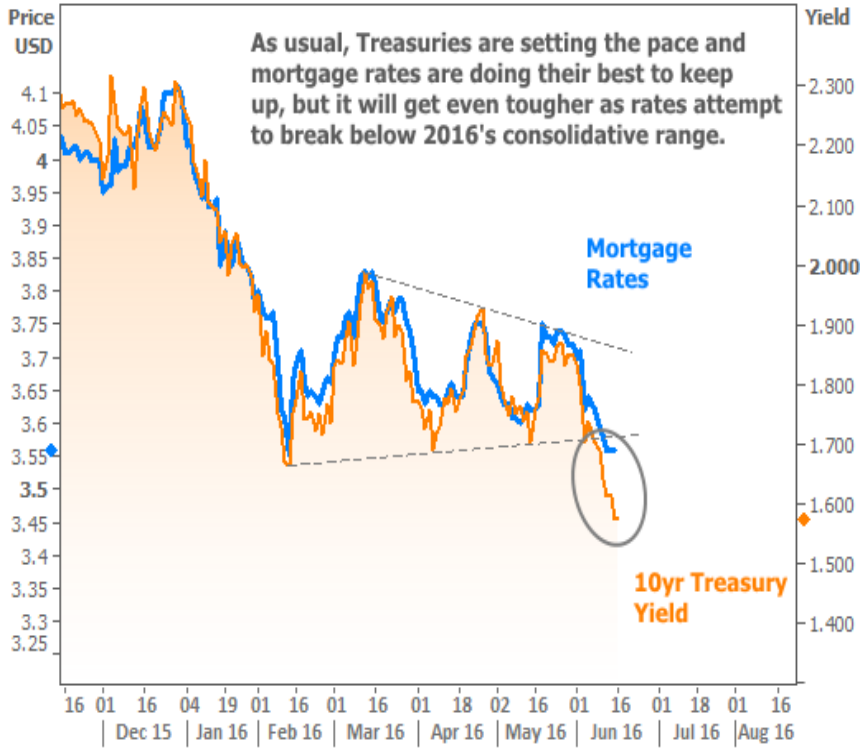 Price
USD
Yield
As usual, Treasuries are setting the pace and
mortgage rates are doing their best to keep
up, but it will get even tougher as rates attempt
to break below 2016's consolidative range.
4.1
4.05
4
3.95
3.9
3.85
3.8
3.75
3.7
3.65
3.6
3.55
3.5
3.45
3.4
3.35
3.3
3.25
2.300
2.200
2.100
2.000
1.900
1.800
1.700
1.600
1.500
1.400
Mortgage
Rates
10yr Treasury
Yield
16 01 16 04 19 01 16 01 16 01 18 02 16 01 16 01 18 01 16
Dec 15 Jan 16 Feb 16 Mar 16 Apr 16 May 16 Jun 16 Jul 16 Aug 16